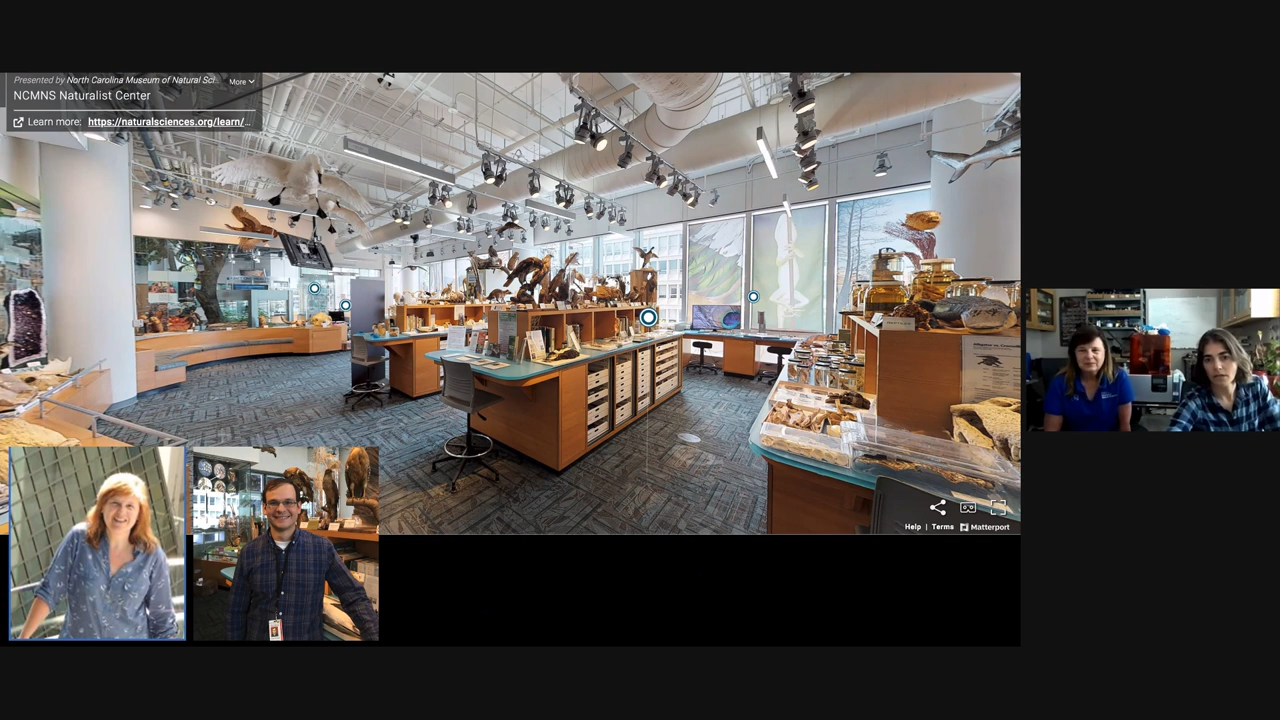 Presented by North Carolina Museum of Natural Sci...
More
NCMNS Naturalist Center
Learn more: https://naturalsciences.org/learn/...
Help | Terms
Matterport